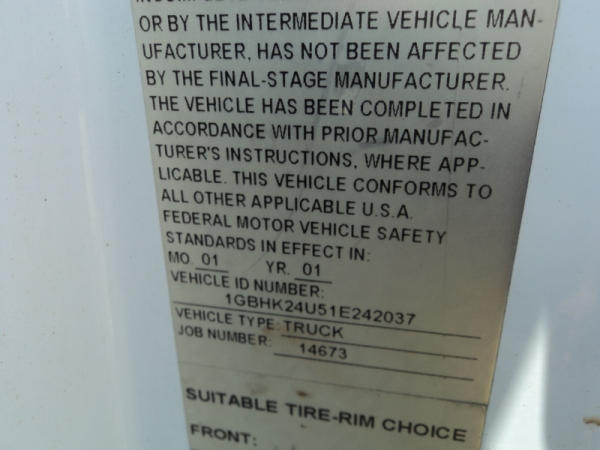 OR BY THE INTERMEDIATE VEHICLE MAN-
UFACTURER, HAS NOT BEEN AFFECTED
BY THE FINAL-STAGE MANUFACTURER.
THE VEHICLE HAS BEEN COMPLETED IN
ACCORDANCE WITH PRIOR MANUFAC-
TURER'S INSTRUCTIONS, WHERE APP-
LICABLE. THIS VEHICLE CONFORMS TO
ALL OTHER APPLICABLE U.S.A.
FEDERAL MOTOR VEHICLE SAFETY
STANDARDS IN EFFECT IN:
MO. 01 YR. 01
VEHICLE ID NUMBER:
1GBHK24U51E242037
VEHICLE TYPE: TRUCK
JOB NUMBER: 14673
SUITABLE TIRE-RIM CHOICE
FRONT: